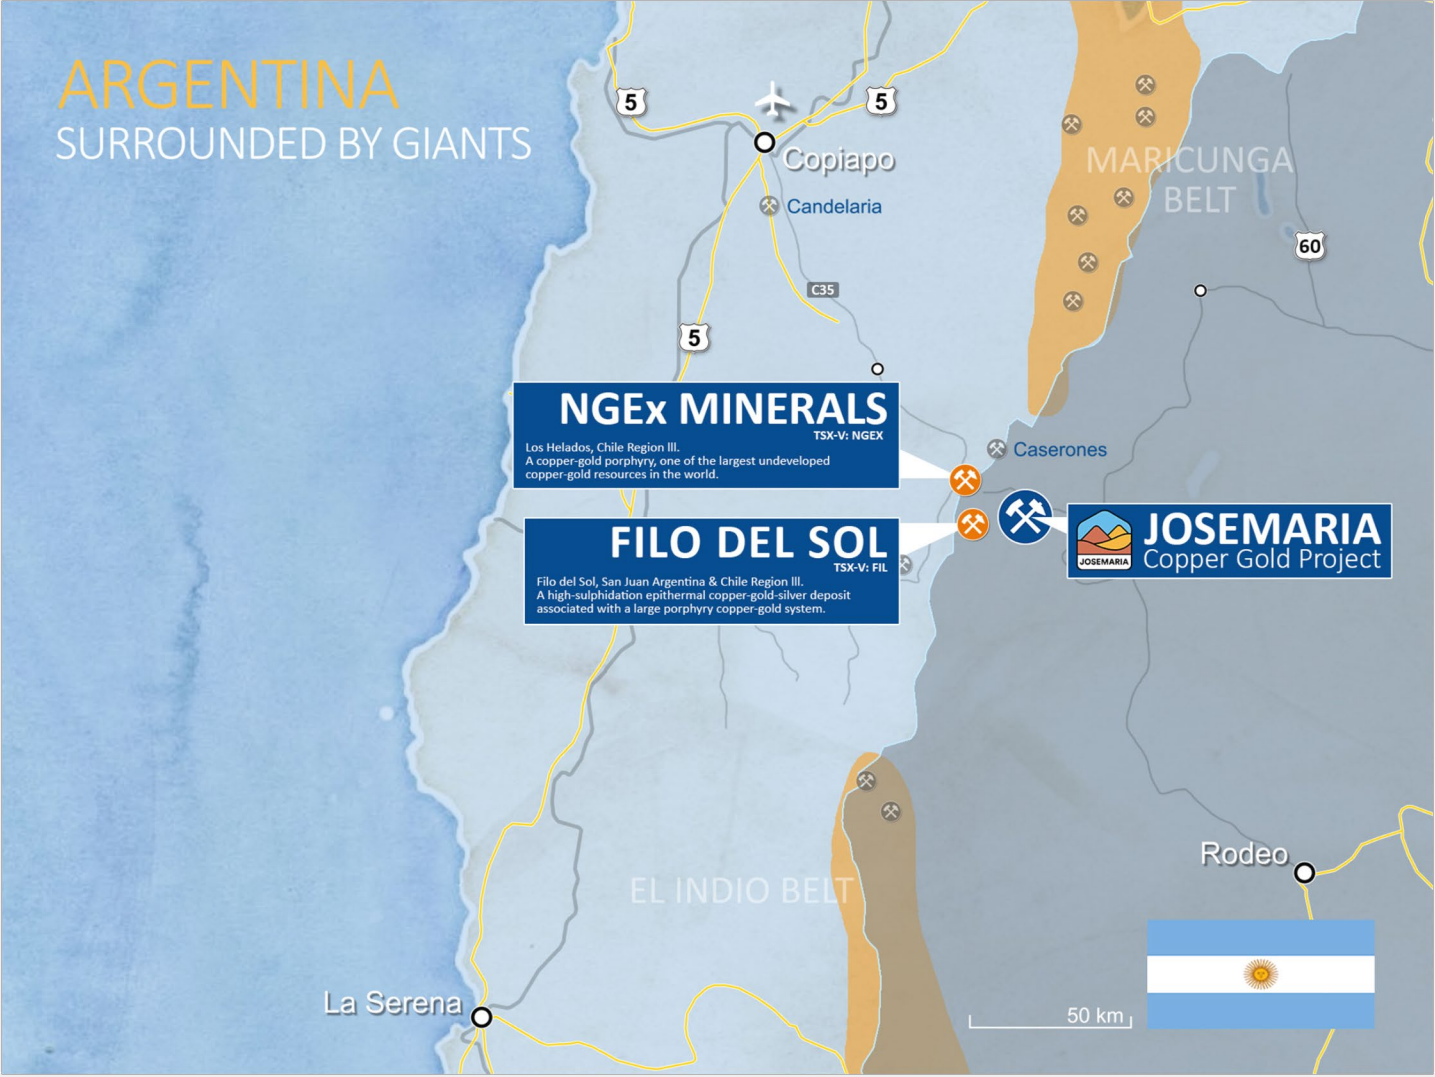 ARGENTINA
SURROUNDED BY GIANTS
5
5
Copiapo
Candelaria
MARICUNGA
BELT
60
C35
5
NGEx MINERALS
TSX-V: NGEX
Los Helados, Chile Region lll.
A copper-gold porphyry, one of the largest undeveloped
copper-gold resources in the world.
Caserones
FILO DEL SOL
TSX-V: FIL
Filo del Sol, San Juan Argentina & Chile Region lll.
A high-sulphidation epithermal copper-gold-silver deposit
associated with a large porphyry copper-gold system.
JOSEMARIA
JOSEMARIA
Copper Gold Project
Rodeo
EL INDIO BELT
La Serena
50 km